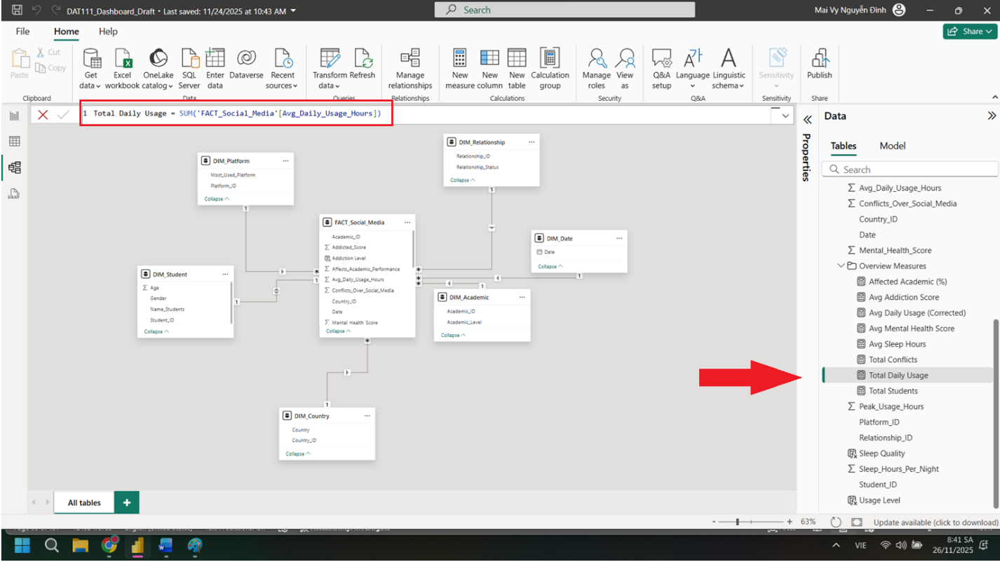 DAT111_Dashboard_Draft • Last saved: 11/24/2025 at 10:43 AM
Search
Mai Vy Nguyễn Đình
File Home Help
Share
Paste
Cut
Copy
Get data
Excel workbook
OneLake catalog
SQL Server
Enter data
Dataverse
Recent sources
Transform data
Refresh
Manage relationships
New measure
New column
New table
Calculation group
Manage roles
View as
Q&A setup
Language
Linguistic schema
Sensitivity
Publish
Clipboard
Data
Queries
Relationships
Calculations
Security
Q&A
Sensitivity
Share
1 Total Daily Usage = SUM('FACT_Social_Media'[Avg_Daily_Usage_Hours])
DIM_Platform
Most_Used_Platform
Platform_ID
Collapse
1
DIM_Relationship
Relationship_ID
Relationship_Status
Collapse
1
FACT_Social_Media
Academic_ID
Addicted_Score
Addiction Level
Affects_Academic_Performance
Avg_Daily_Usage_Hours
Conflicts_Over_Social_Media
Country_ID
Date
Mental Health Score
Collapse
*
*
*
*
*
1
DIM_Date
Date
Collapse
1
DIM_Student
Age
Gender
Name_Students
Student_ID
Collapse
1
DIM_Academic
Academic_ID
Academic_Level
Collapse
1
DIM_Country
Country
Country_ID
Collapse
1
Properties
Data
Tables Model
Search
Avg_Daily_Usage_Hours
Conflicts_Over_Social_Media
Country_ID
Date
Mental_Health_Score
Overview Measures
Affected Academic (%)
Avg Addiction Score
Avg Daily Usage (Corrected)
Avg Mental Health Score
Avg Sleep Hours
Total Conflicts
Total Daily Usage
Total Students
Peak_Usage_Hours
Platform_ID
Relationship_ID
Sleep Quality
Sleep_Hours_Per_Night
Student_ID
Usage Level
All tables
+
- + 63%
Update available (click to download)
VIE
8:41 SA
26/11/2025